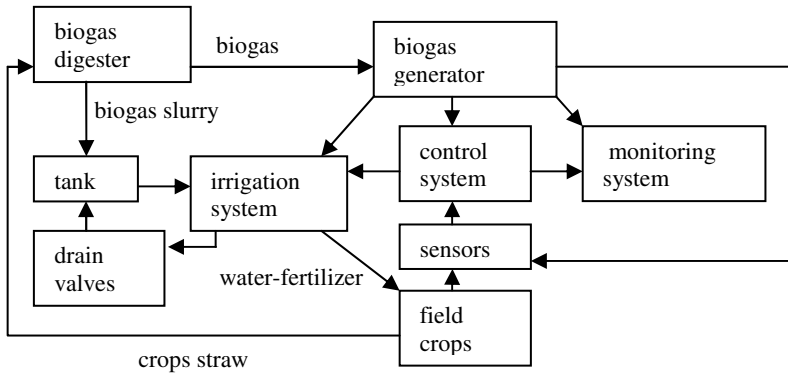 biogas
digester
biogas
biogas
generator
biogas slurry
tank
irrigation
system
control
system
monitoring
system
drain
valves
sensors
water-fertilizer
field
crops
crops straw